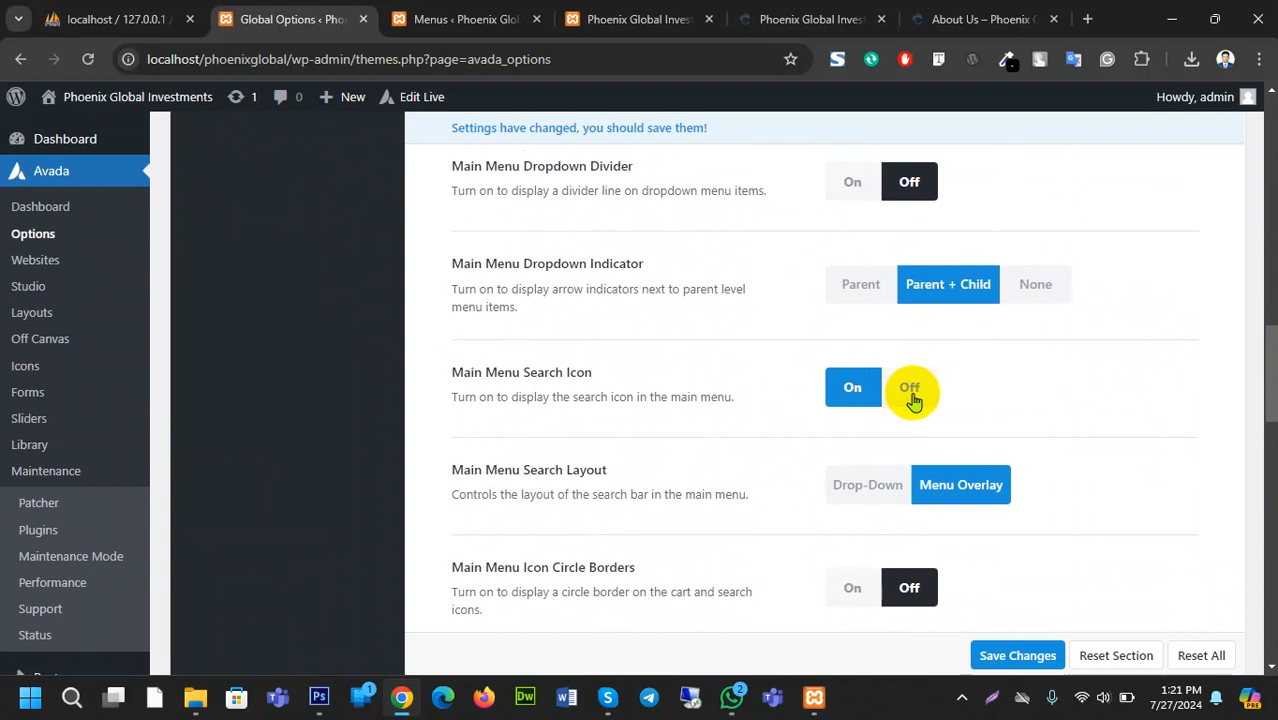 localhost / 127.0.0.1 /
Global Options ‹ Pho
Menus ‹ Phoenix Glo
Phoenix Global Invest
Phoenix Global Invest
About Us – Phoenix G
localhost/phoenixglobal/wp-admin/themes.php?page=avada_options
Phoenix Global Investments
1
0
New
Edit Live
Howdy, admin
Dashboard
Avada
Dashboard
Options
Websites
Studio
Layouts
Off Canvas
Icons
Forms
Sliders
Library
Maintenance
Patcher
Plugins
Maintenance Mode
Performance
Support
Status
Settings have changed, you should save them!
Main Menu Dropdown Divider
Turn on to display a divider line on dropdown menu items.
On Off
Main Menu Dropdown Indicator
Turn on to display arrow indicators next to parent level
menu items.
Parent Parent + Child None
Main Menu Search Icon
Turn on to display the search icon in the main menu.
On Off
Main Menu Search Layout
Controls the layout of the search bar in the main menu.
Drop-Down Menu Overlay
Main Menu Icon Circle Borders
Turn on to display a circle border on the cart and search
icons.
On Off
Save Changes Reset Section Reset All
1:21 PM
7/27/2024